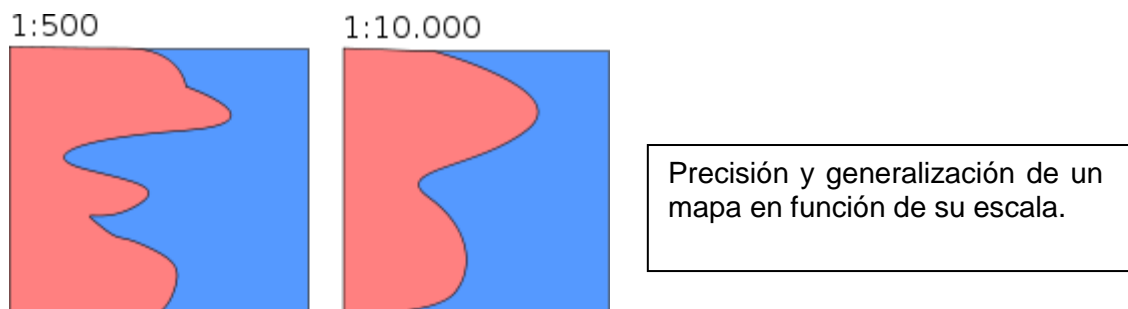 1:500
1:10.000
Precisión y generalización de un
mapa en función de su escala.